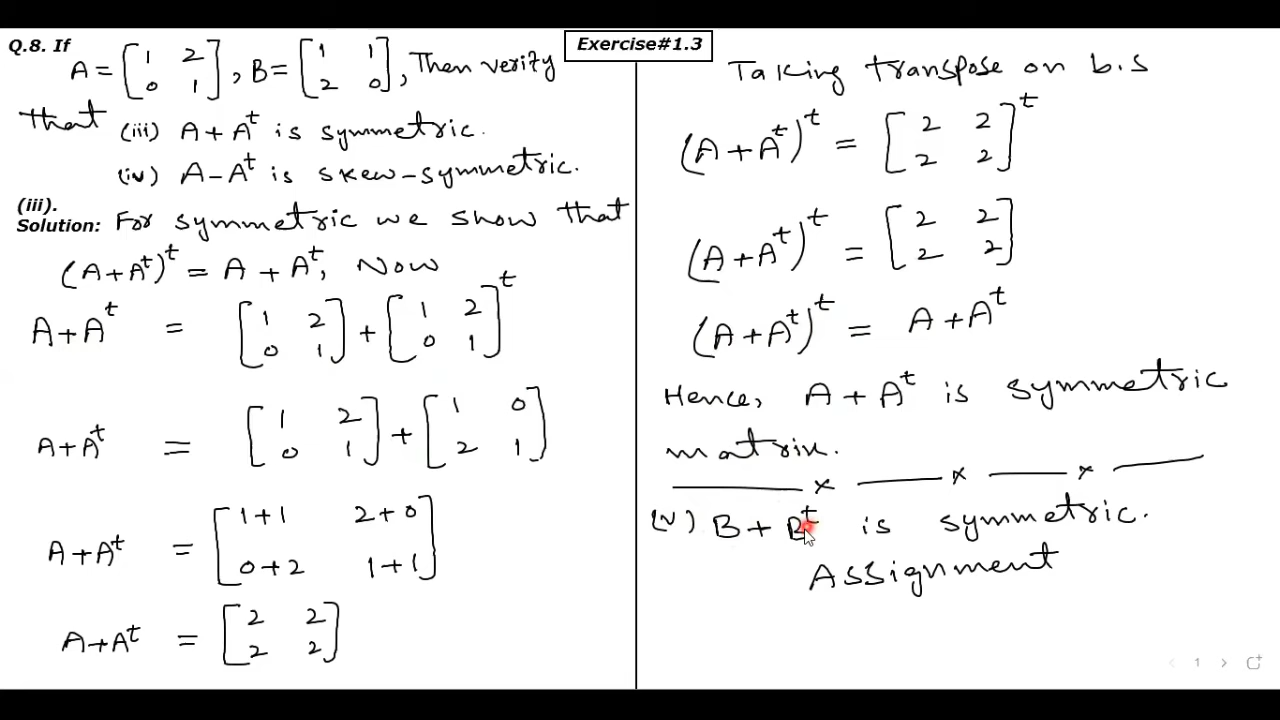 Q.8. If
A = [1 2; 0 1], B = [1 1; 2 0], Then verify
that (iii) A + A^t is symmetric.
(iv) A - A^t is skew-symmetric.
(iii).
Solution: For symmetric we show that
(A + A^t)^t = A + A^t, Now
A + A^t = [1 2; 0 1] + [1 2; 0 1]^t
A + A^t = [1 2; 0 1] + [1 0; 2 1]
A + A^t = [1+1 2+0; 0+2 1+1]
A + A^t = [2 2; 2 2]
Exercise#1.3
Taking transpose on b.s
(A + A^t)^t = [2 2; 2 2]^t
(A + A^t)^t = [2 2; 2 2]
(A + A^t)^t = A + A^t
Hence, A + A^t is symmetric
matrix.
(v) B + B^t is symmetric.
Assignment
1